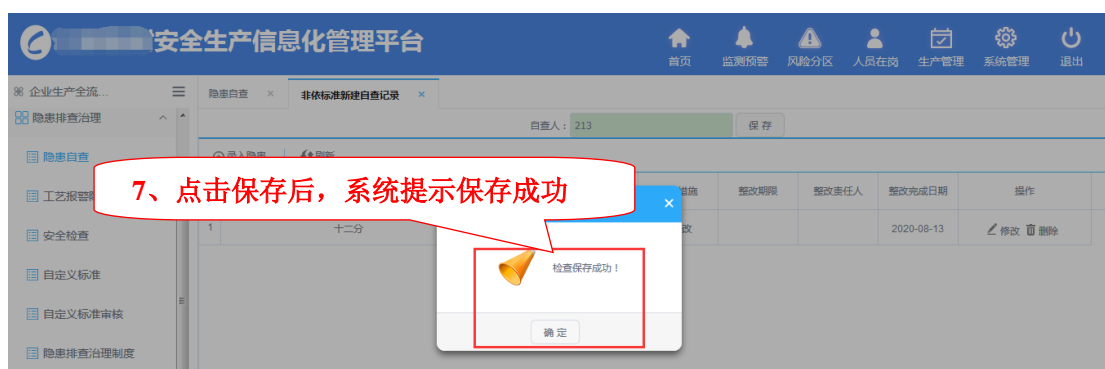 安全生产信息化管理平台
首页 监测预警 风险分区 人员在岗 生产管理 系统管理 退出
企业生产全流... 隐患自查 × 非依标准新建自查记录 ×
隐患排查治理
自查人：213 保存
隐患自查
录入隐患 刷新
7、点击保存后，系统提示保存成功
工艺报警
措施 整改期限 整改责任人 整改完成日期 操作
×
安全检查
1 十二分 改 2020-08-13 修改 删除
检查保存成功！
自定义标准
自定义标准审核
确定
隐患排查治理制度